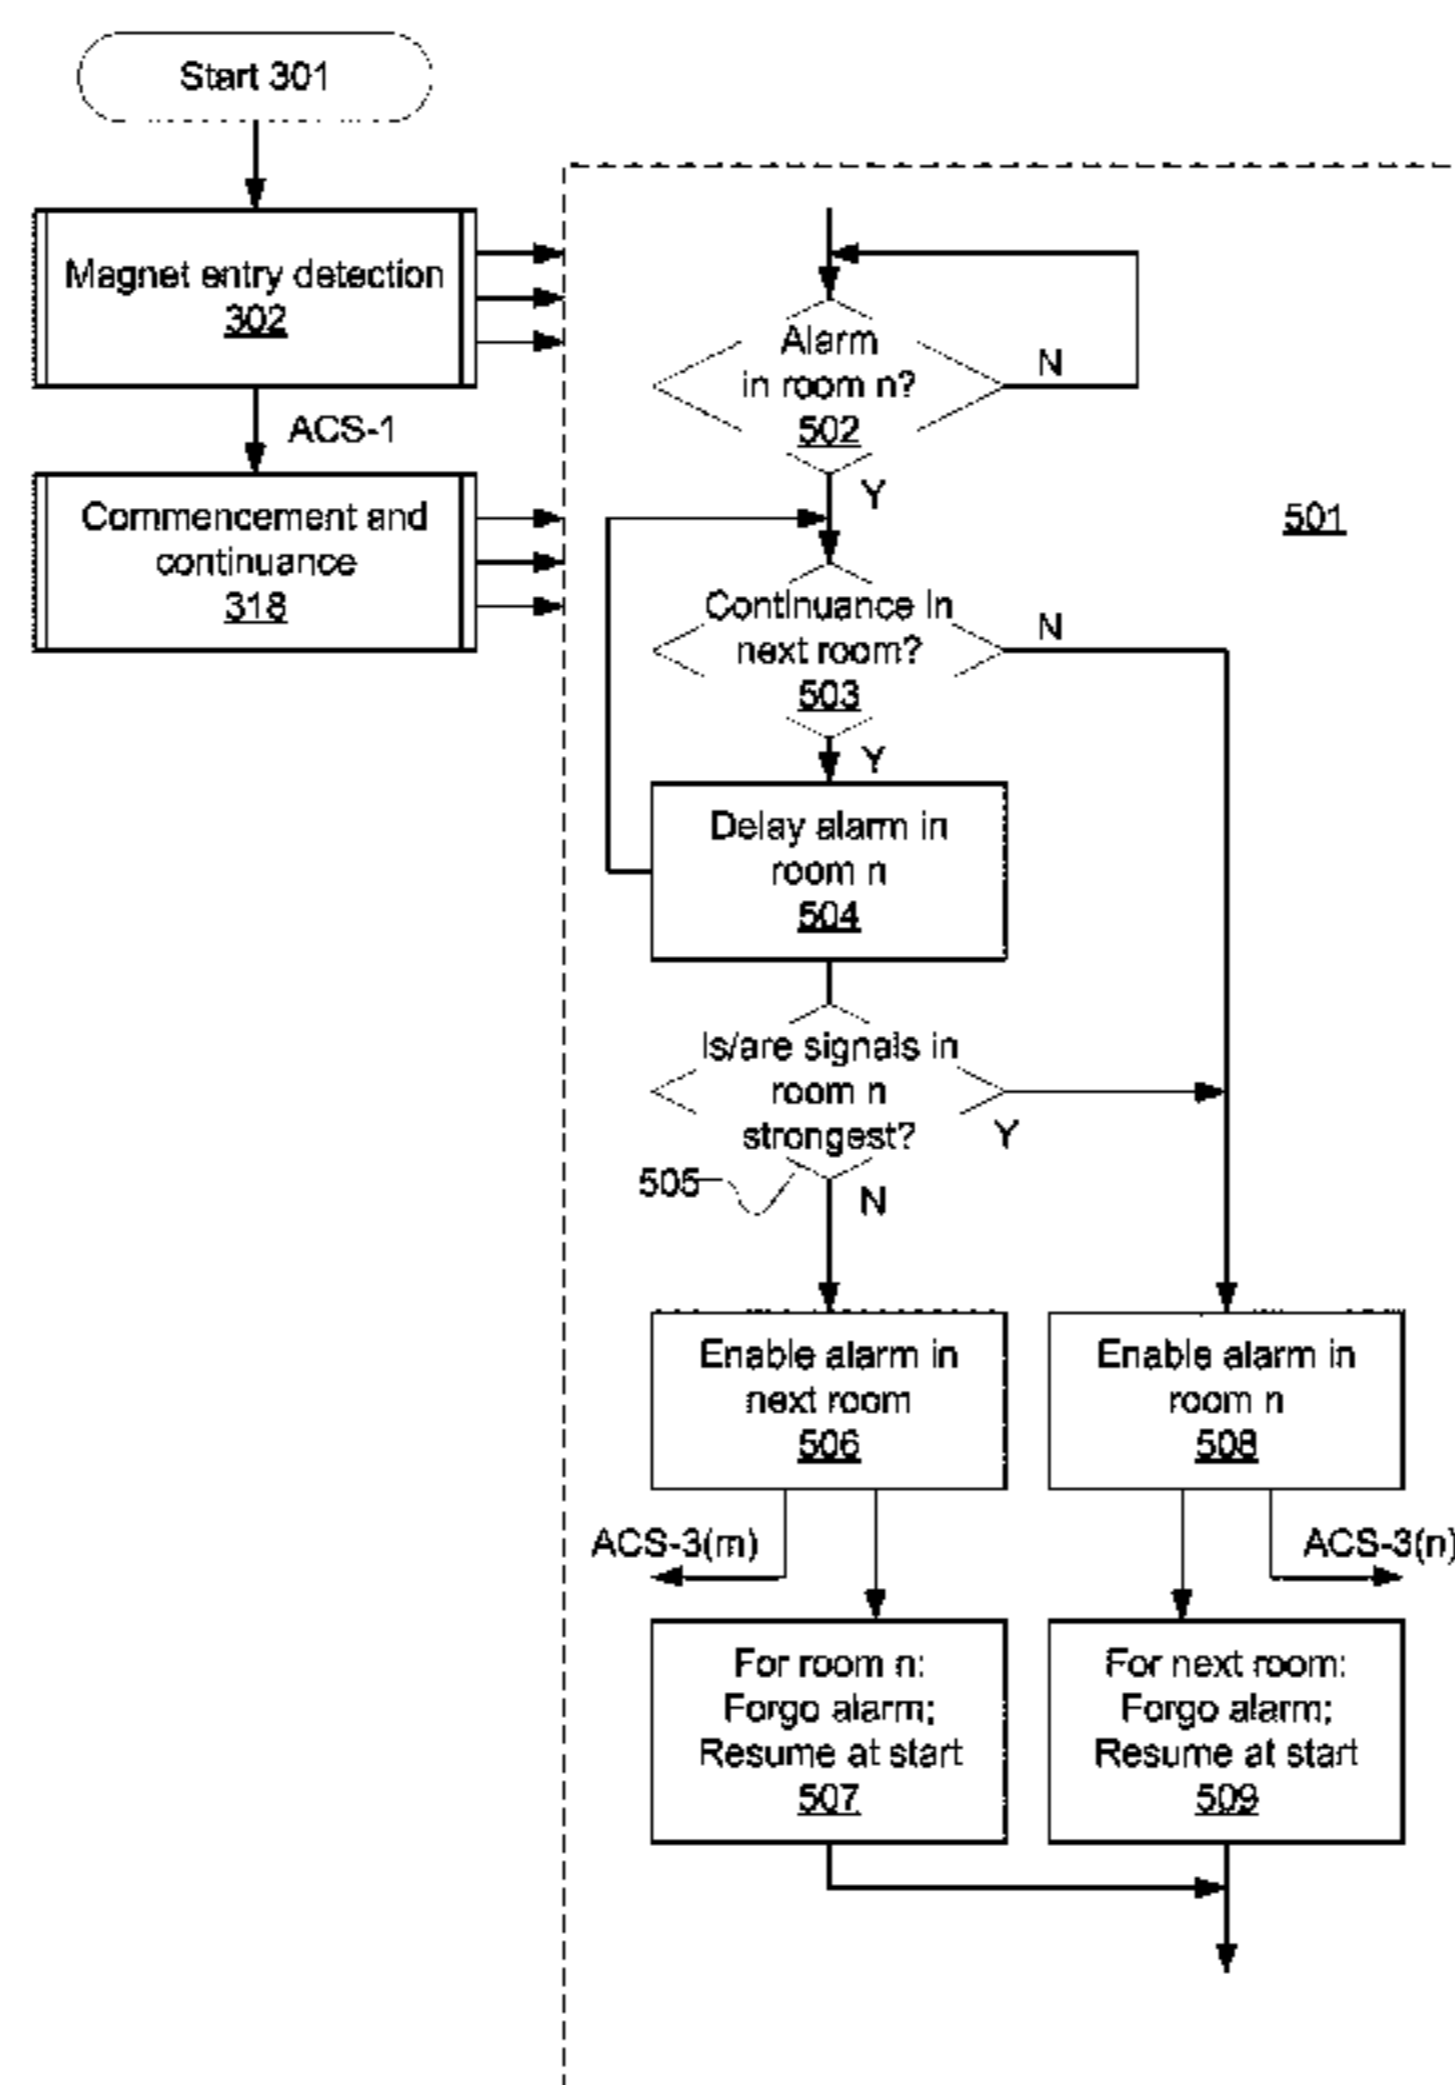 Start 301
Magnet entry detection
302
ACS-1
Commencement and
continuance
318
Alarm
in room n?
502
N
Y
501
Continuance in
next room?
503
N
Y
Delay alarm in
room n
504
Is/are signals in
room n
strongest?
Y
505
N
Enable alarm in
next room
506
Enable alarm in
room n
508
ACS-3(m)
ACS-3(n)
For room n:
Forgo alarm;
Resume at start
507
For next room:
Forgo alarm;
Resume at start
509